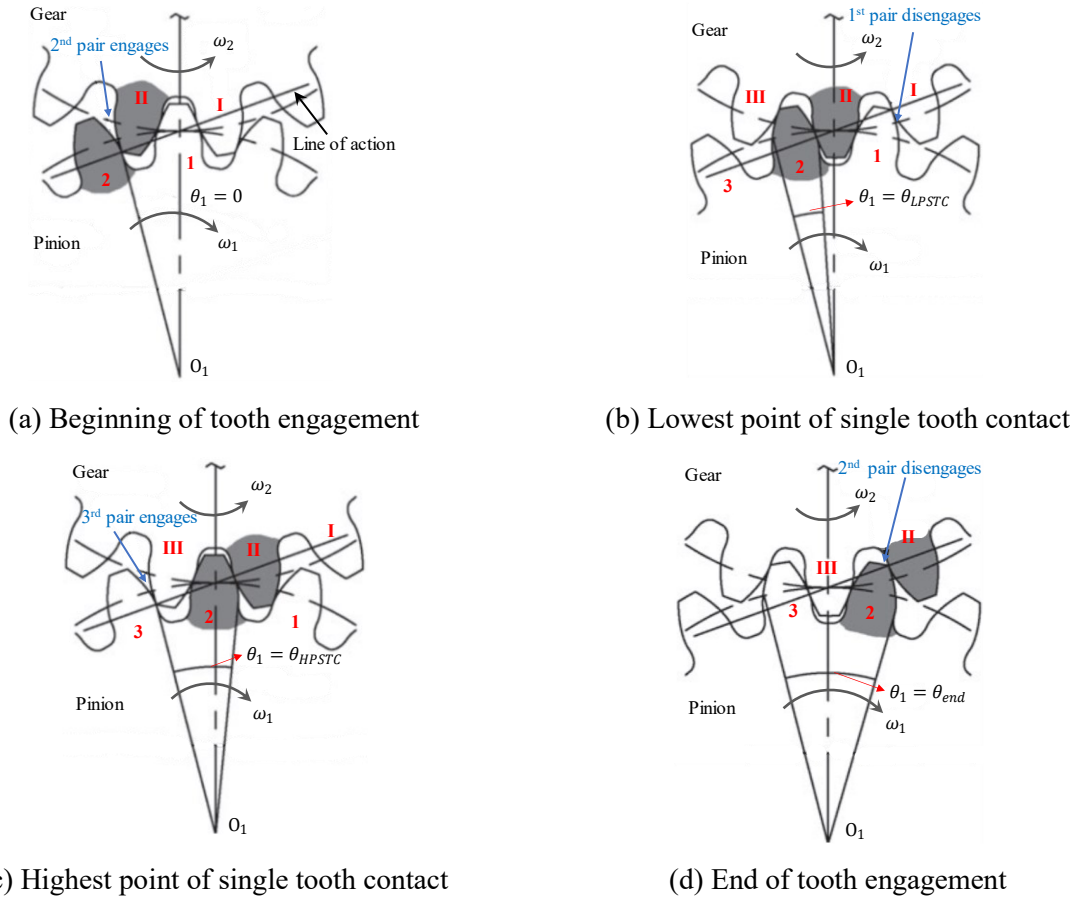 Gear
2nd pair engages
ω2
II
I
Line of action
2
1
θ1 = 0
Pinion
ω1
O1
(a) Beginning of tooth engagement
1st pair disengages
Gear
ω2
III
II
I
3
2
1
θ1 = θLPSTC
Pinion
ω1
O1
(b) Lowest point of single tooth contact
Gear
ω2
3rd pair engages
III
II
I
3
2
1
θ1 = θHPSTC
Pinion
ω1
O1
) Highest point of single tooth contact
2nd pair disengages
Gear
ω2
II
III
3
2
θ1 = θend
Pinion
ω1
O1
(d) End of tooth engagement